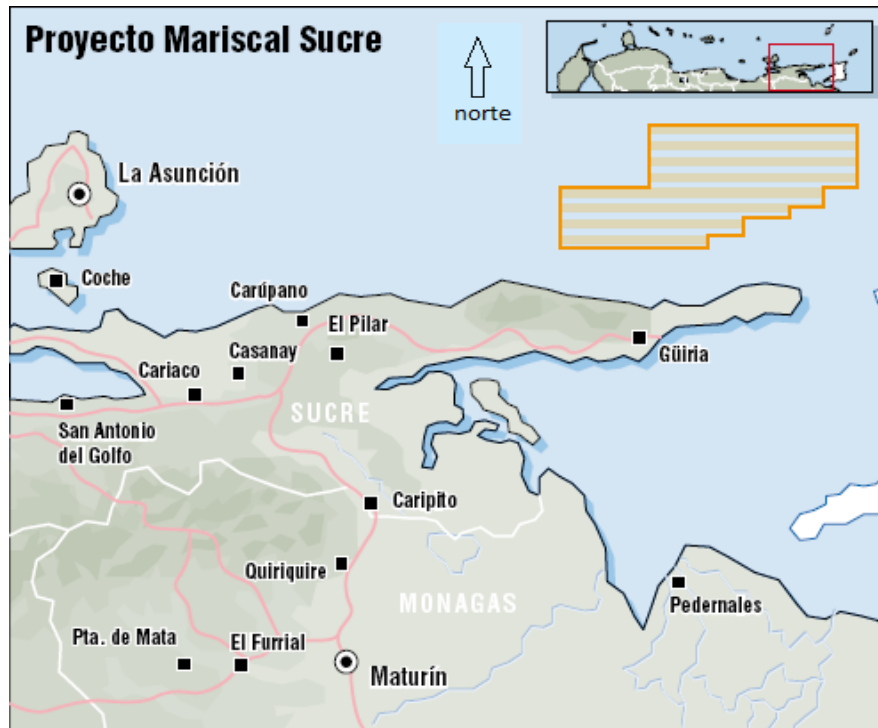 Proyecto Mariscal Sucre
norte
La Asunción
Coche
Carúpano
El Pilar
Casanay
Cariaco
Güiria
SUCRE
San Antonio
del Golfo
Caripito
Quiriquire
MONAGAS
Pedernales
Pta. de Mata
El Furrial
Maturín